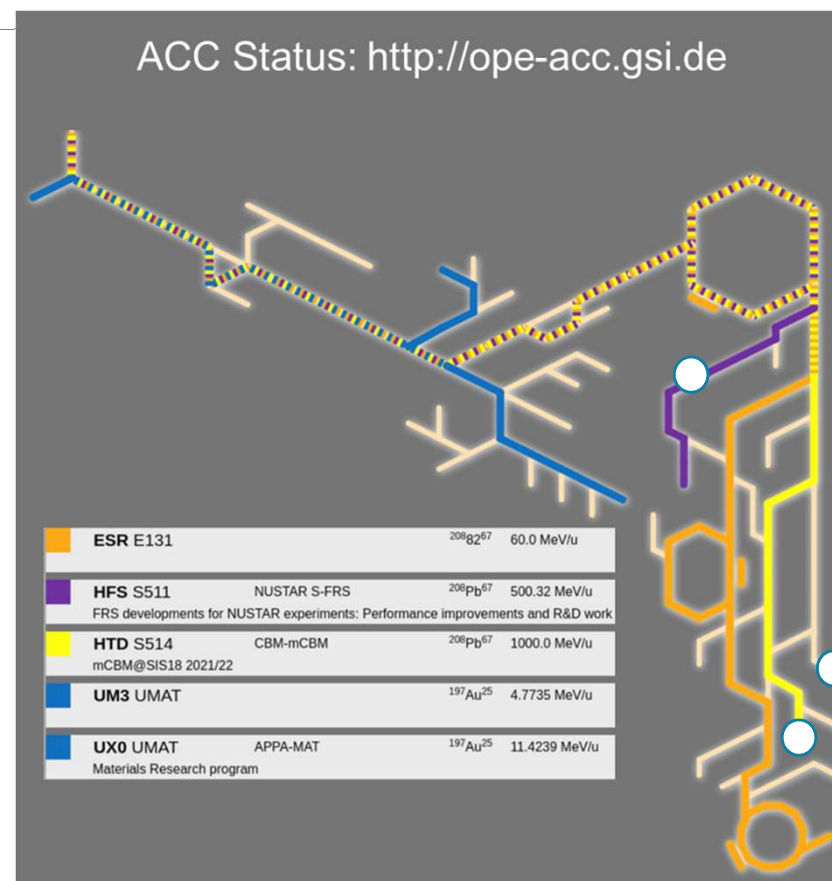 ACC Status: http://ope-acc.gsi.de
ESR E131 ²⁰⁸82⁶⁷ 60.0 MeV/u
HFS S511 NUSTAR S-FRS ²⁰⁸Pb⁶⁷ 500.32 MeV/u
FRS developments for NUSTAR experiments: Performance improvements and R&D work
HTD S514 CBM-mCBM ²⁰⁸Pb⁶⁷ 1000.0 MeV/u
mCBM@SIS18 2021/22
UM3 UMAT ¹⁹⁷Au²⁵ 4.7735 MeV/u
UX0 UMAT APPA-MAT ¹⁹⁷Au²⁵ 11.4239 MeV/u
Materials Research program